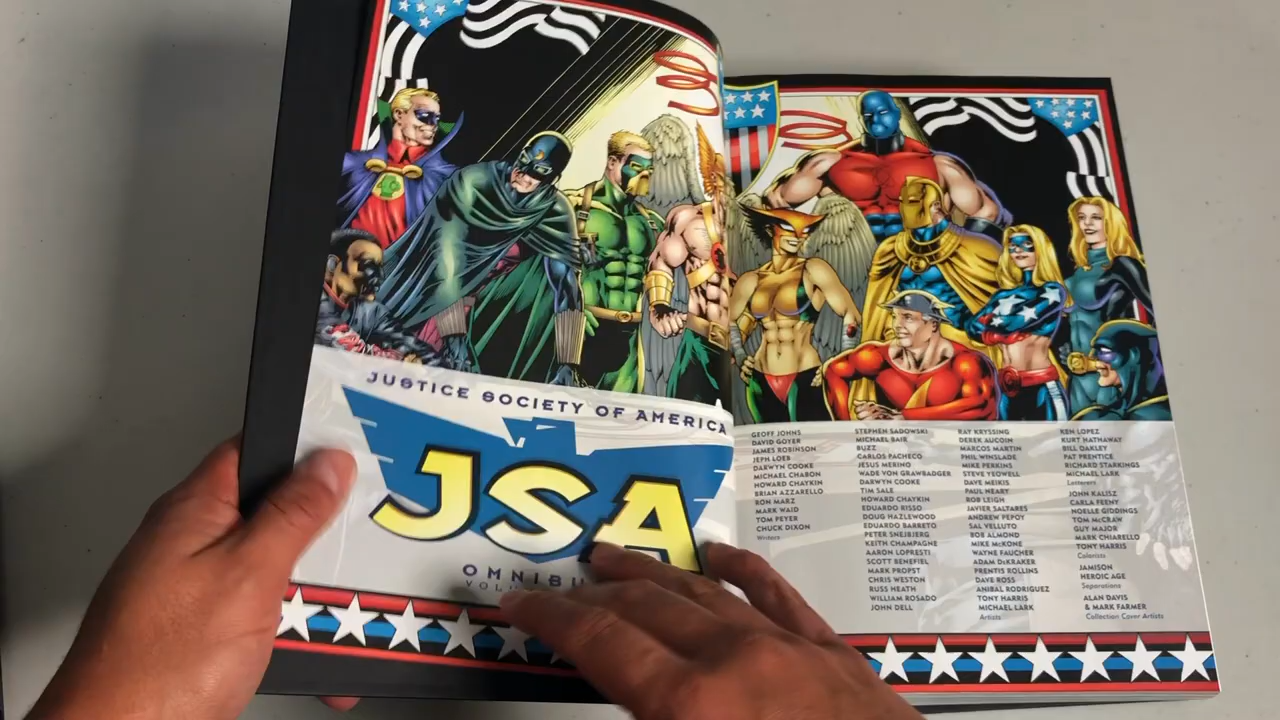 JUSTICE SOCIETY OF AMERICA
JSA
OMNIBU
VOL
GEOFF JOHNS
DAVID GOYER
JAMES ROBINSON
JEPH LOEB
DARWYN COOKE
MICHAEL CHABON
HOWARD CHAYKIN
BRIAN AZZARELLO
RON MARZ
MARK WAID
TOM PEYER
CHUCK DIXON
Writers
STEPHEN SADOWSKI
MICHAEL BAIR
BUZZ
CARLOS PACHECO
JESUS MERINO
WADE VON GRAWBADGER
DARWYN COOKE
TIM SALE
HOWARD CHAYKIN
EDUARDO RISSO
DOUG HAZLEWOOD
EDUARDO BARRETO
PETER SNEJBJERG
KEITH CHAMPAGNE
AARON LOPRESTI
SCOTT BENEFIEL
MARK PROPST
CHRIS WESTON
RUSS HEATH
WILLIAM ROSADO
JOHN DELL
RAY KRYSSING
DEREK AUCOIN
MARCOS MARTIN
PHIL WINSLADE
MIKE PERKINS
STEVE YEOWELL
DAVE MEIKIS
PAUL NEARY
ROB LEIGH
JAVIER SALTARES
ANDREW PEPOY
SAL VELLUTO
BOB ALMOND
MIKE McKONE
WAYNE FAUCHER
ADAM DeKRAKER
PRENTIS ROLLINS
DAVE ROSS
ANIBAL RODRIGUEZ
TONY HARRIS
MICHAEL LARK
Artists
KEN LOPEZ
KURT HATHAWAY
BILL OAKLEY
PAT PRENTICE
RICHARD STARKINGS
MICHAEL LARK
Letterers
JOHN KALISZ
CARLA FEENY
NOELLE GIDDINGS
TOM McCRAW
GUY MAJOR
MARK CHIARELLO
TONY HARRIS
Colorists
JAMISON
HEROIC AGE
Separations
ALAN DAVIS
& MARK FARMER
Collection Cover Artists